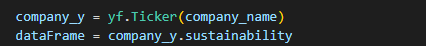 company_y = yf.Ticker(company_name)
dataFrame = company_y.sustainability